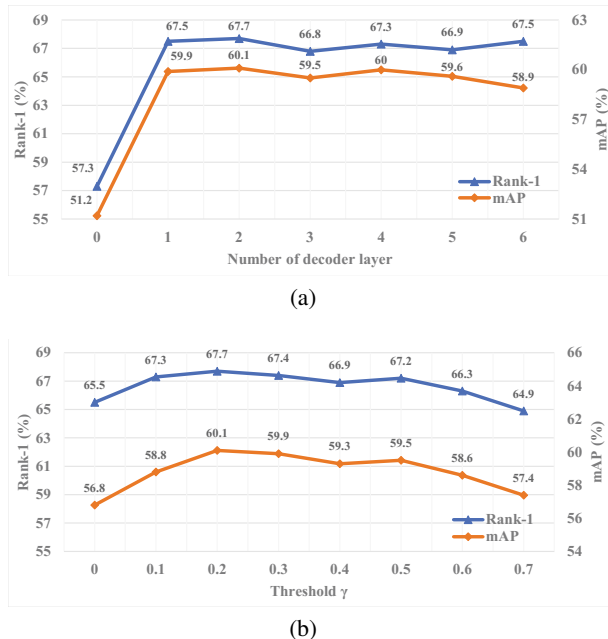 69 67.5 67.7 66.8 67.3 66.9 67.5 63
67
65 59.9 60.1 59.5 60 59.6 58.9 60
63
61 57
59
57 57.3 54
55 51.2 51
Rank-1 (%)
mAP (%)
Rank-1
mAP
0 1 2 3 4 5 6
Number of decoder layer
(a)
69 65.5 67.3 67.7 67.4 66.9 67.2 66.3 64.9 66
67 64
65 62
63
61 56.8 58.8 60.1 59.9 59.3 59.5 58.6 57.4 60
59 58
57 56
55 54
Rank-1 (%)
mAP (%)
Rank-1
mAP
0 0.1 0.2 0.3 0.4 0.5 0.6 0.7
Threshold γ
(b)